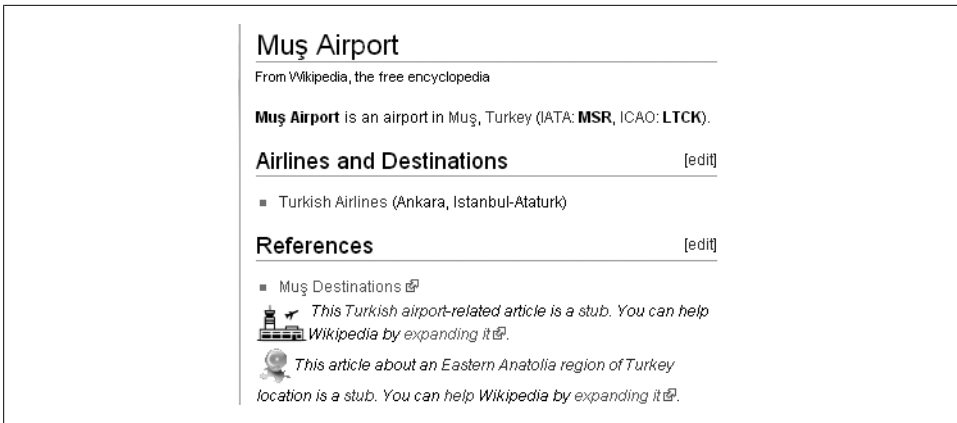 Muş Airport
From Wikipedia, the free encyclopedia
Muş Airport is an airport in Muş, Turkey (IATA: MSR, ICAO: LTCK).
Airlines and Destinations [edit]
Turkish Airlines (Ankara, Istanbul-Ataturk)
References [edit]
Muş Destinations
This Turkish airport-related article is a stub. You can help
Wikipedia by expanding it.
This article about an Eastern Anatolia region of Turkey
location is a stub. You can help Wikipedia by expanding it.